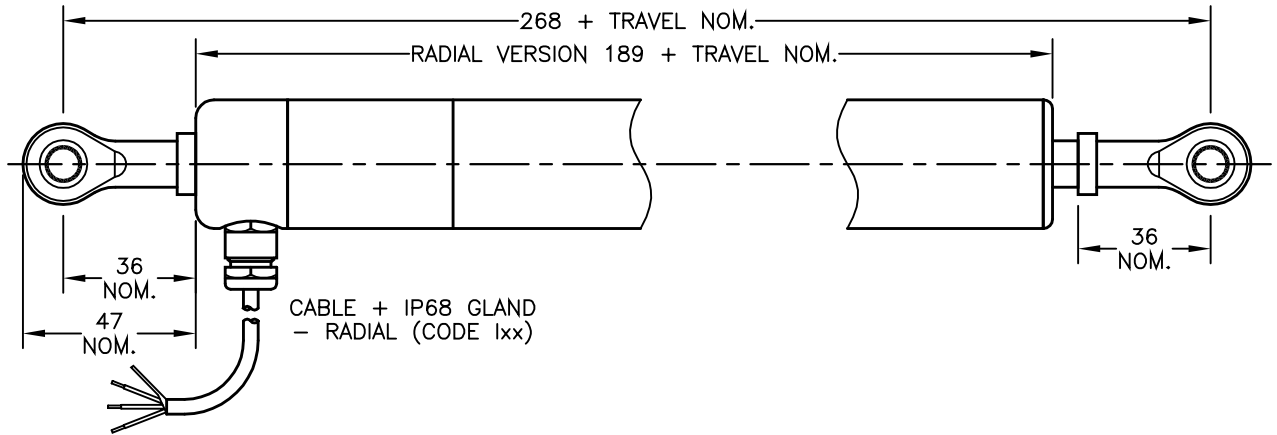 268 + TRAVEL NOM.
RADIAL VERSION 189 + TRAVEL NOM.
36
NOM.
36
NOM.
47
NOM.
CABLE + IP68 GLAND
– RADIAL (CODE Ixx)